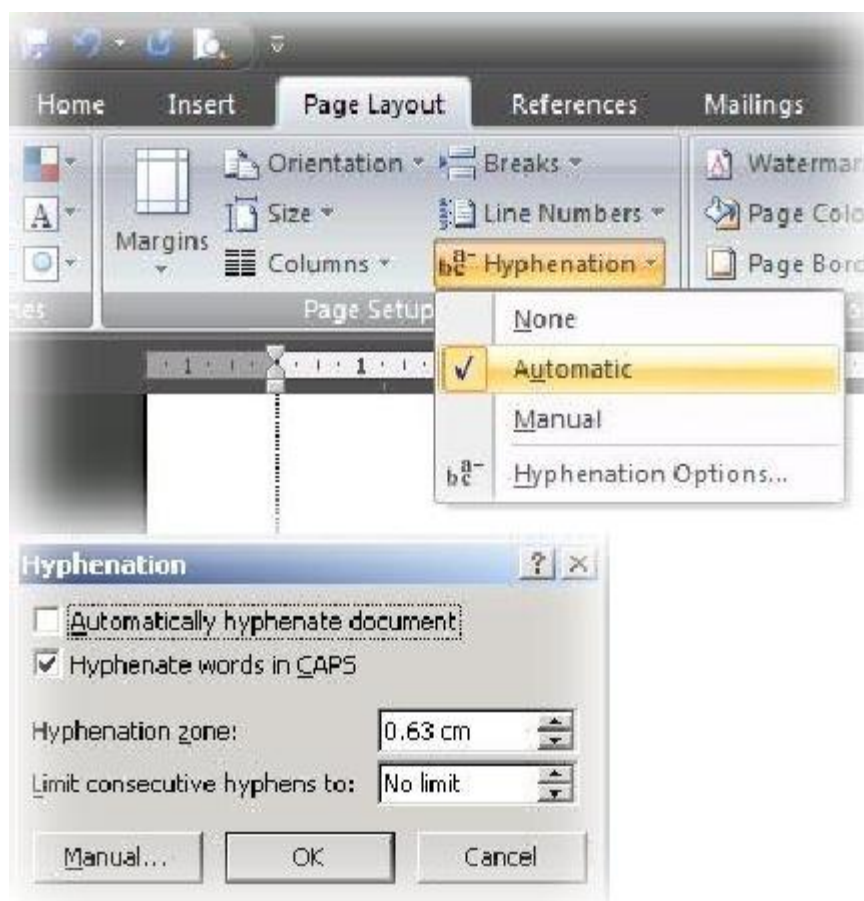 Home Insert Page Layout References Mailings
Orientation Breaks
Size Line Numbers
Margins
Columns Hyphenation
Page Setup
None
1 1
Automatic
Manual
Hyphenation Options...
Hyphenation
Automatically hyphenate document
Hyphenate words in CAPS
Hyphenation zone: 0.63 cm
Limit consecutive hyphens to: No limit
Manual... OK Cancel